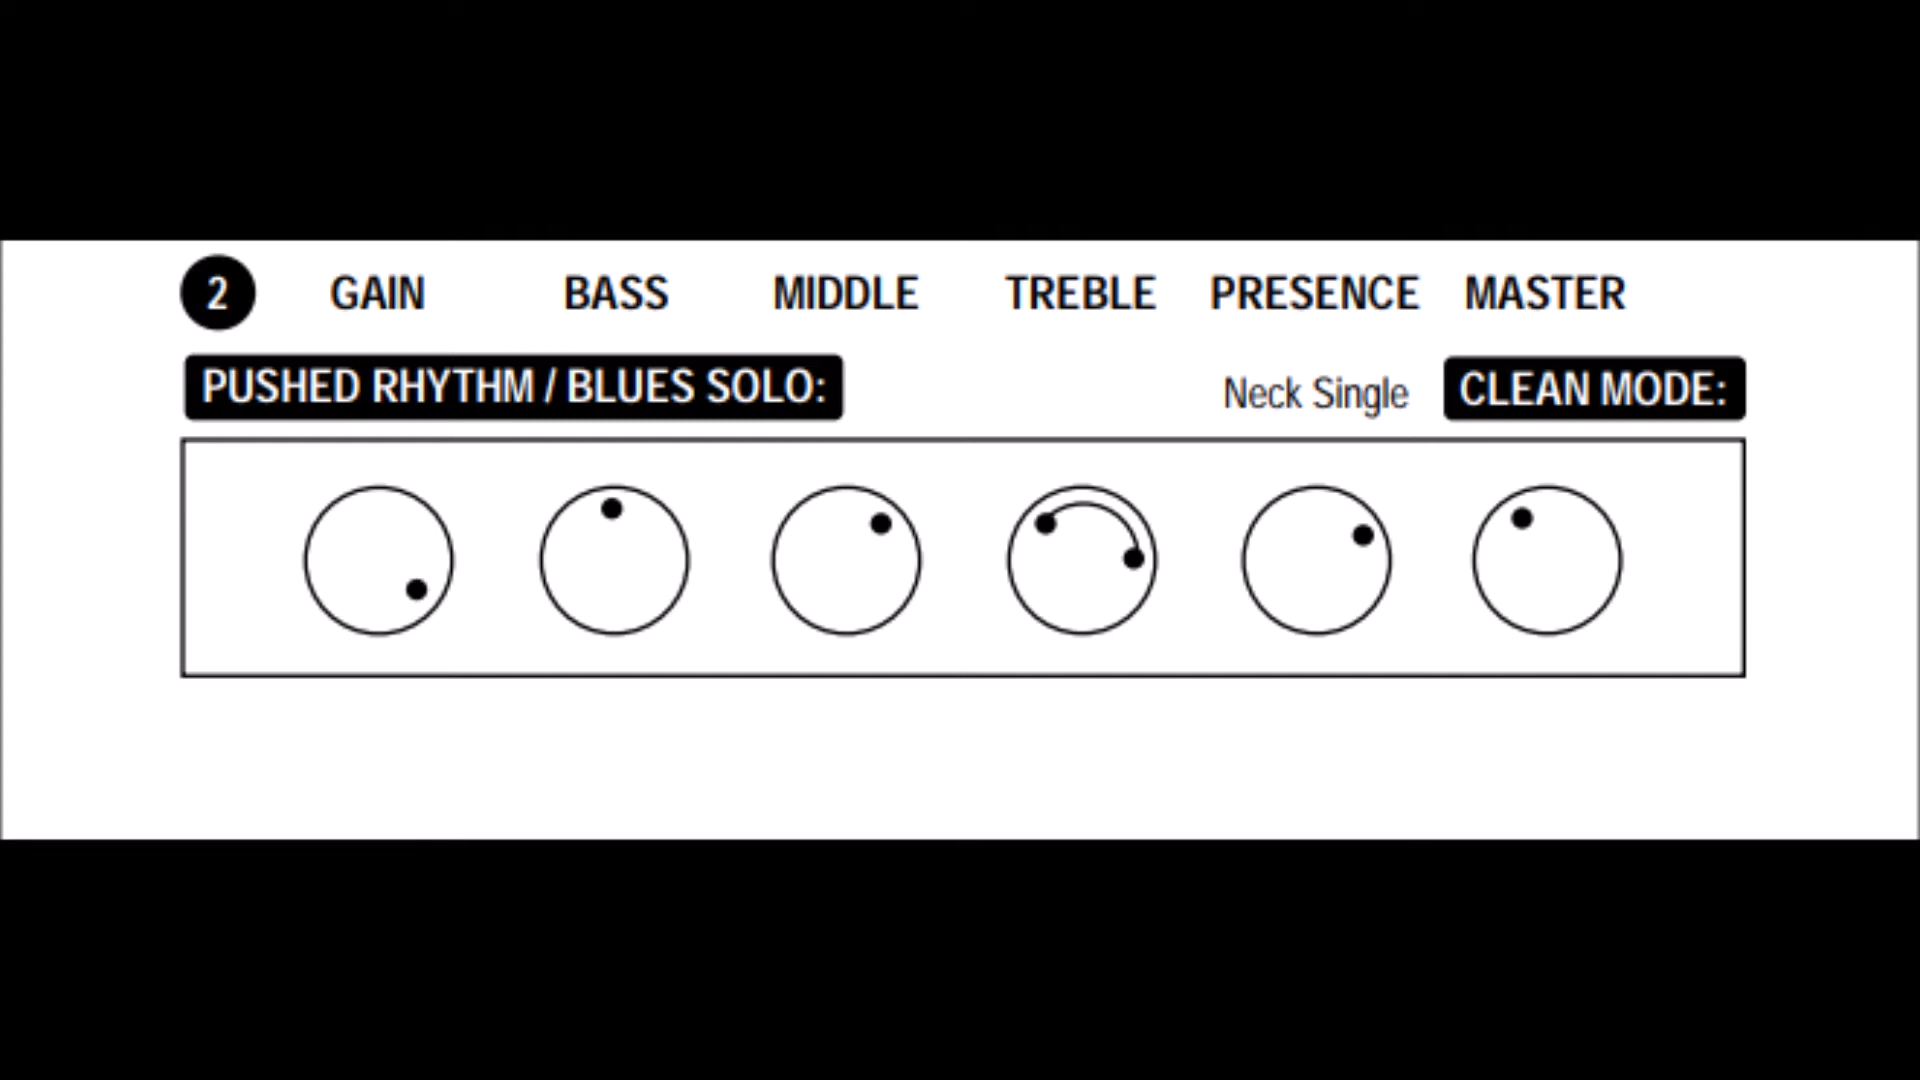 2 GAIN BASS MIDDLE TREBLE PRESENCE MASTER
PUSHED RHYTHM / BLUES SOLO: Neck Single CLEAN MODE: